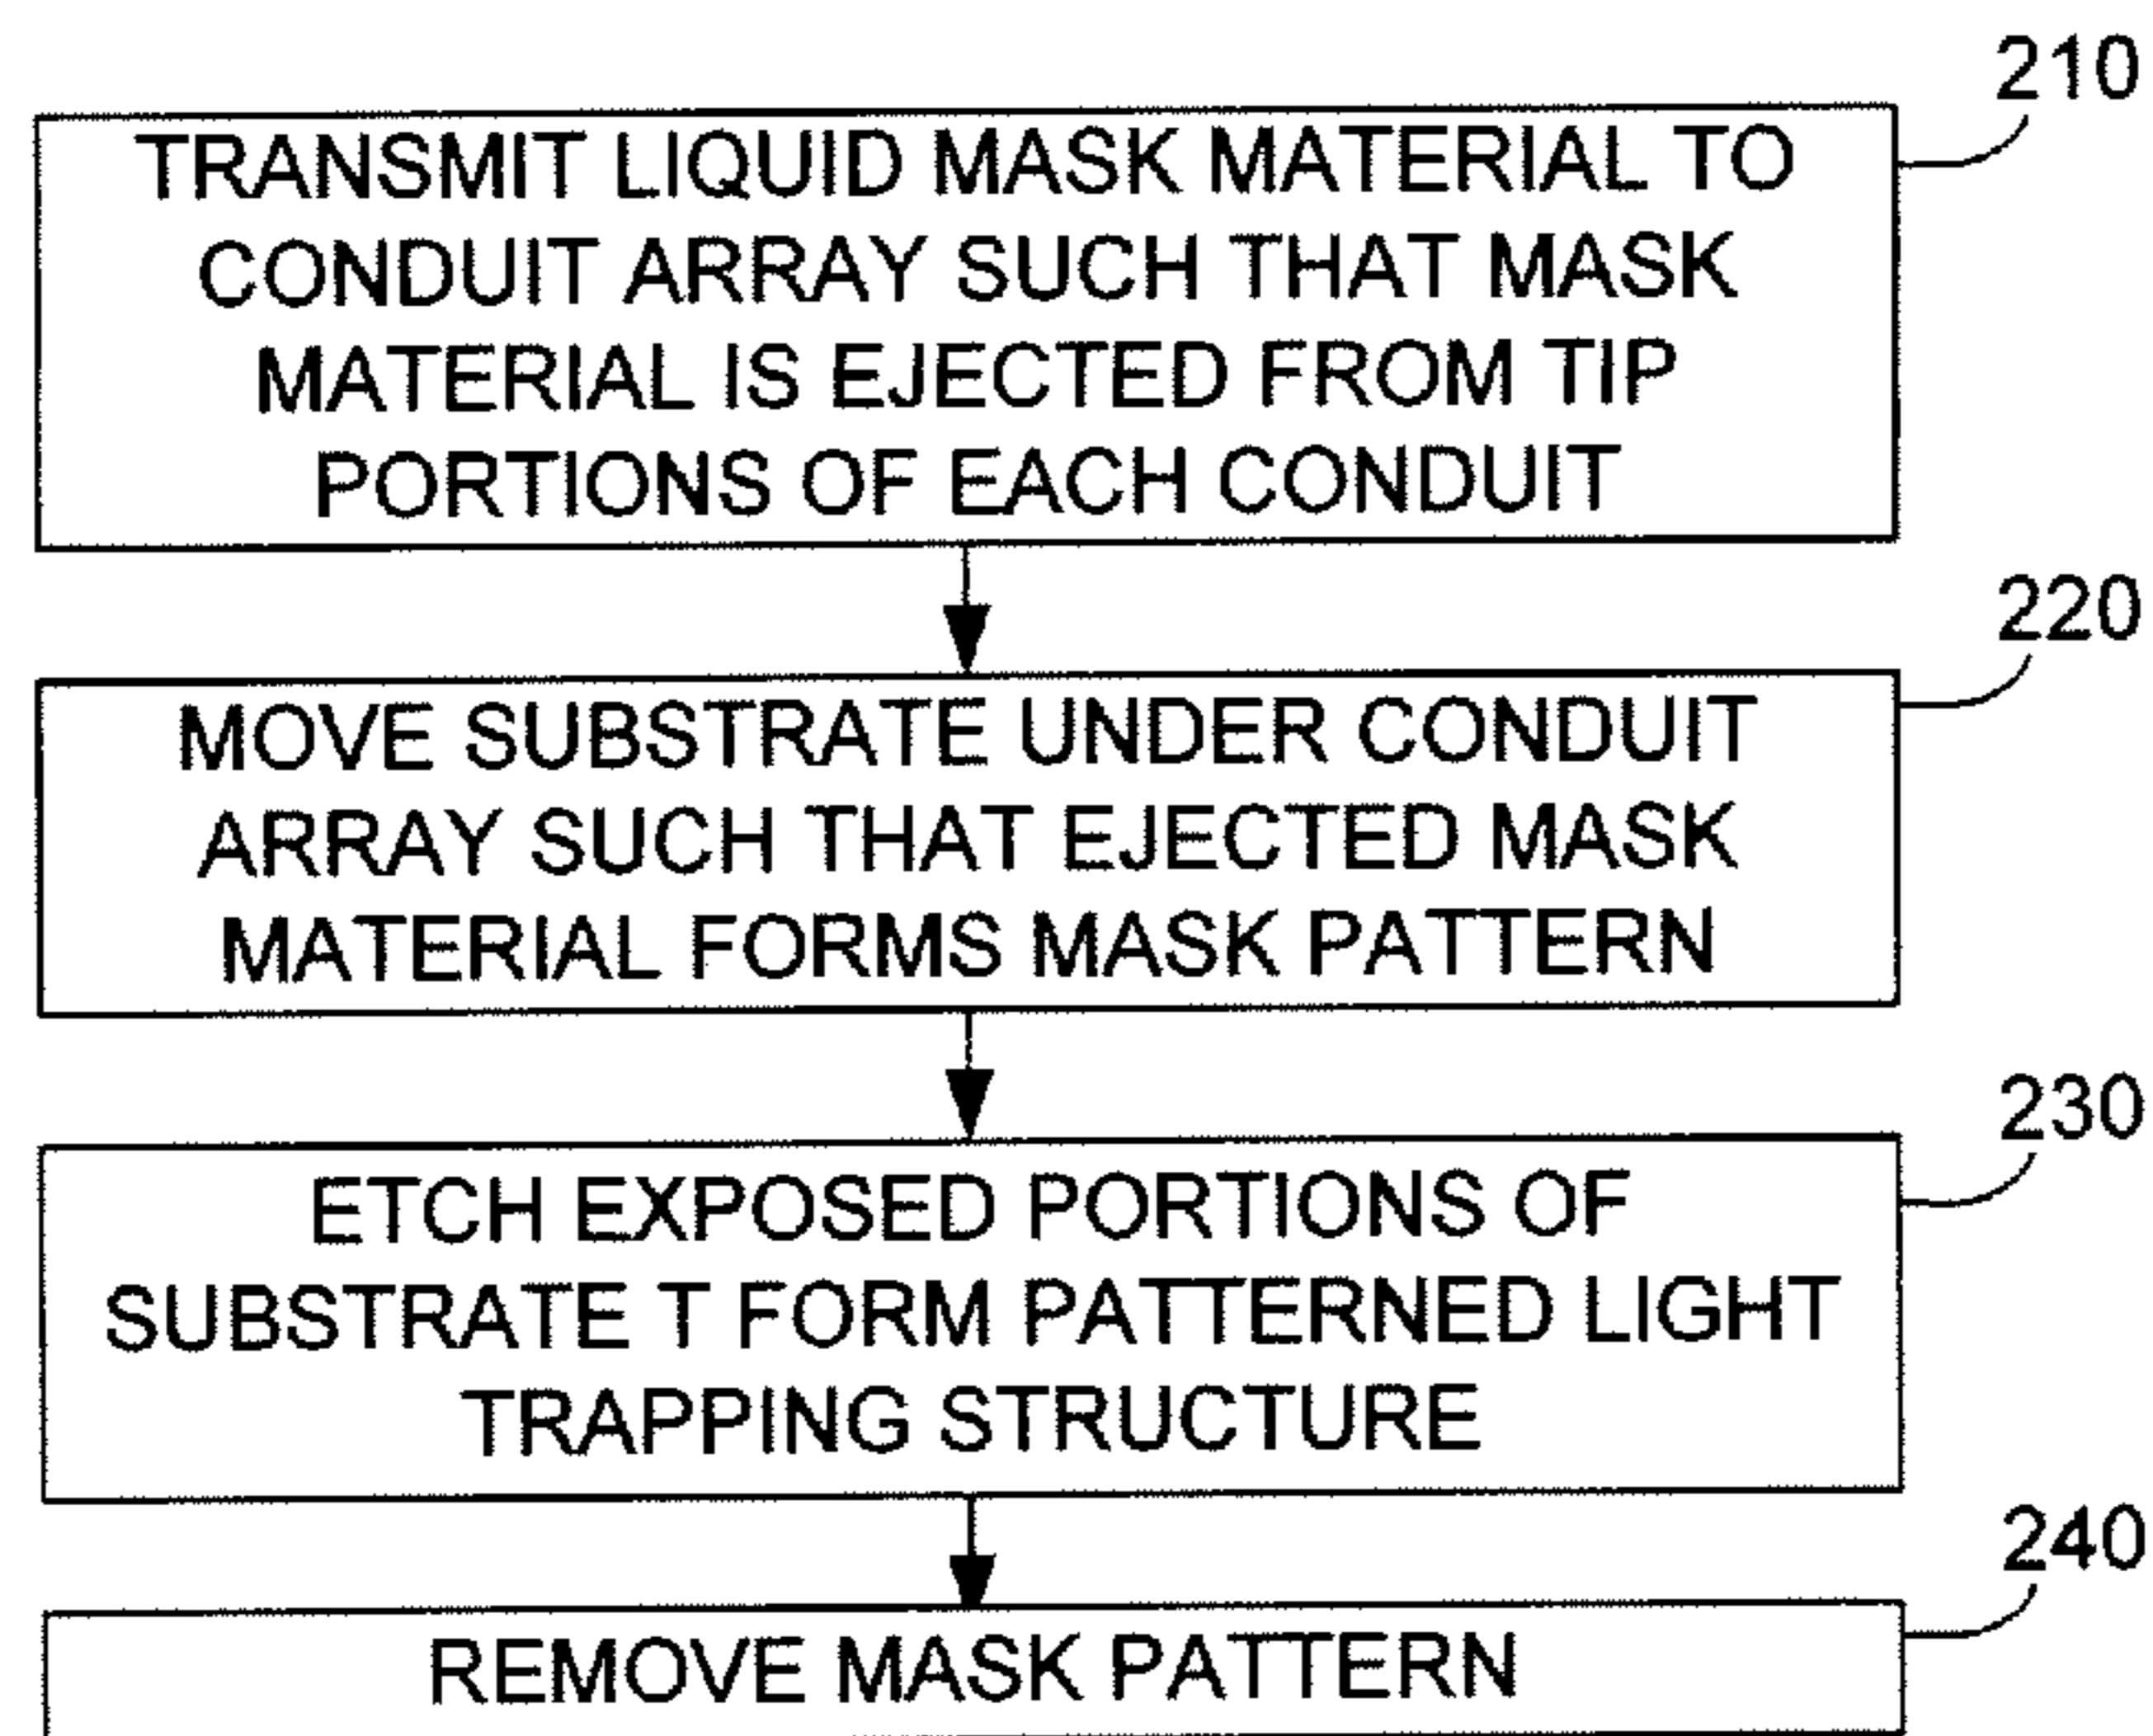 210
TRANSMIT LIQUID MASK MATERIAL TO
CONDUIT ARRAY SUCH THAT MASK
MATERIAL IS EJECTED FROM TIP
PORTIONS OF EACH CONDUIT
220
MOVE SUBSTRATE UNDER CONDUIT
ARRAY SUCH THAT EJECTED MASK
MATERIAL FORMS MASK PATTERN
230
ETCH EXPOSED PORTIONS OF
SUBSTRATE T FORM PATTERNED LIGHT
TRAPPING STRUCTURE
240
REMOVE MASK PATTERN